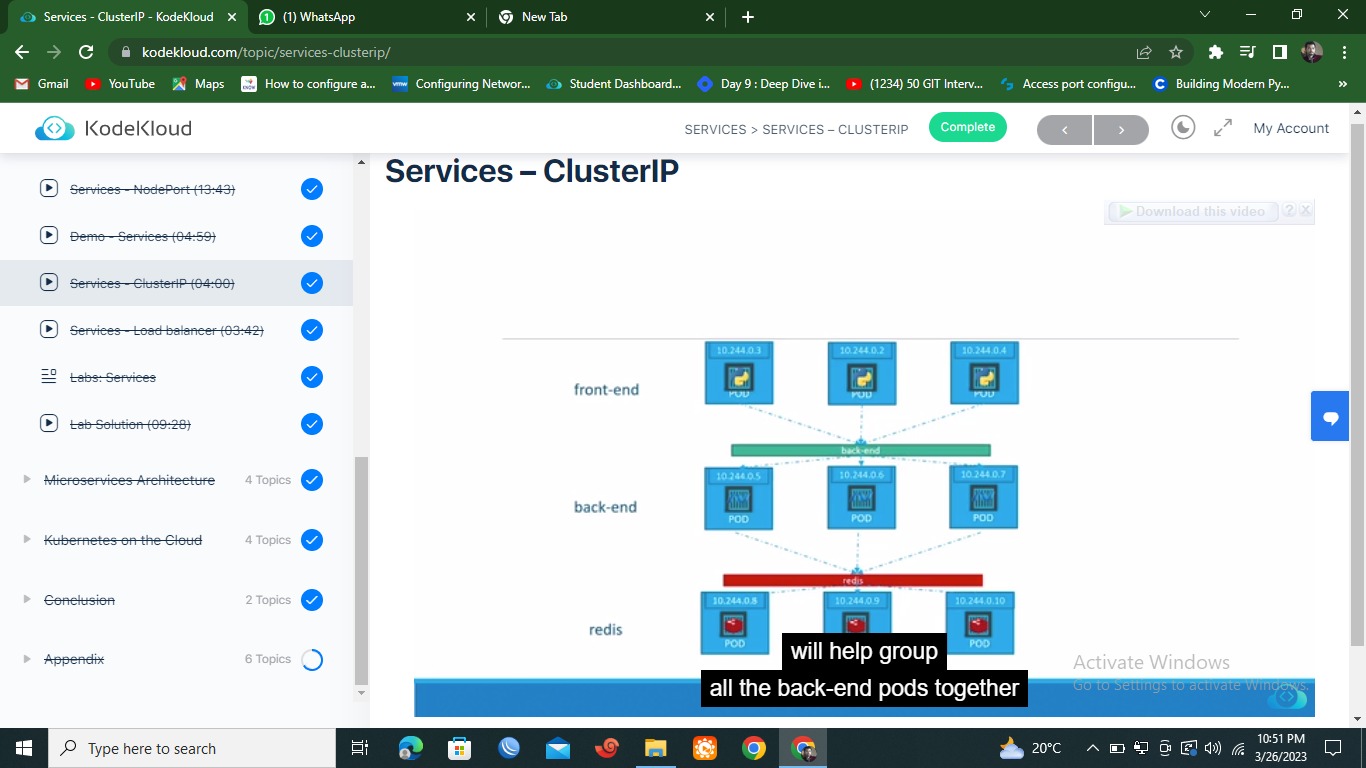 Services - ClusterIP - KodeKloud
(1) WhatsApp
New Tab
kodekloud.com/topic/services-clusterip/
Gmail
YouTube
Maps
How to configure a...
Configuring Networ...
Student Dashboard...
Day 9 : Deep Dive i...
(1234) 50 GIT Interv...
Access port configu...
Building Modern Py...
»
KodeKloud
SERVICES > SERVICES – CLUSTERIP
Complete
My Account
Services - NodePort (13:43)
Demo - Services (04:59)
Services - ClusterIP (04:00)
Services - Load balancer (03:42)
Labs: Services
Lab Solution (09:28)
Microservices Architecture 4 Topics
Kubernetes on the Cloud 4 Topics
Conclusion 2 Topics
Appendix 6 Topics
Services – ClusterIP
Download this video ? X
10.244.0.3 10.244.0.2 10.244.0.4
front-end
POD POD POD
back-end
10.244.0.5 10.244.0.6 10.244.0.7
back-end
POD POD POD
redis
10.244.0.8 10.244.0.9 10.244.0.10
redis
POD POD
will help group
all the back-end pods together
Activate Windows
Go to Settings to activate Windows.
Type here to search
20°C
10:51 PM
3/26/2023